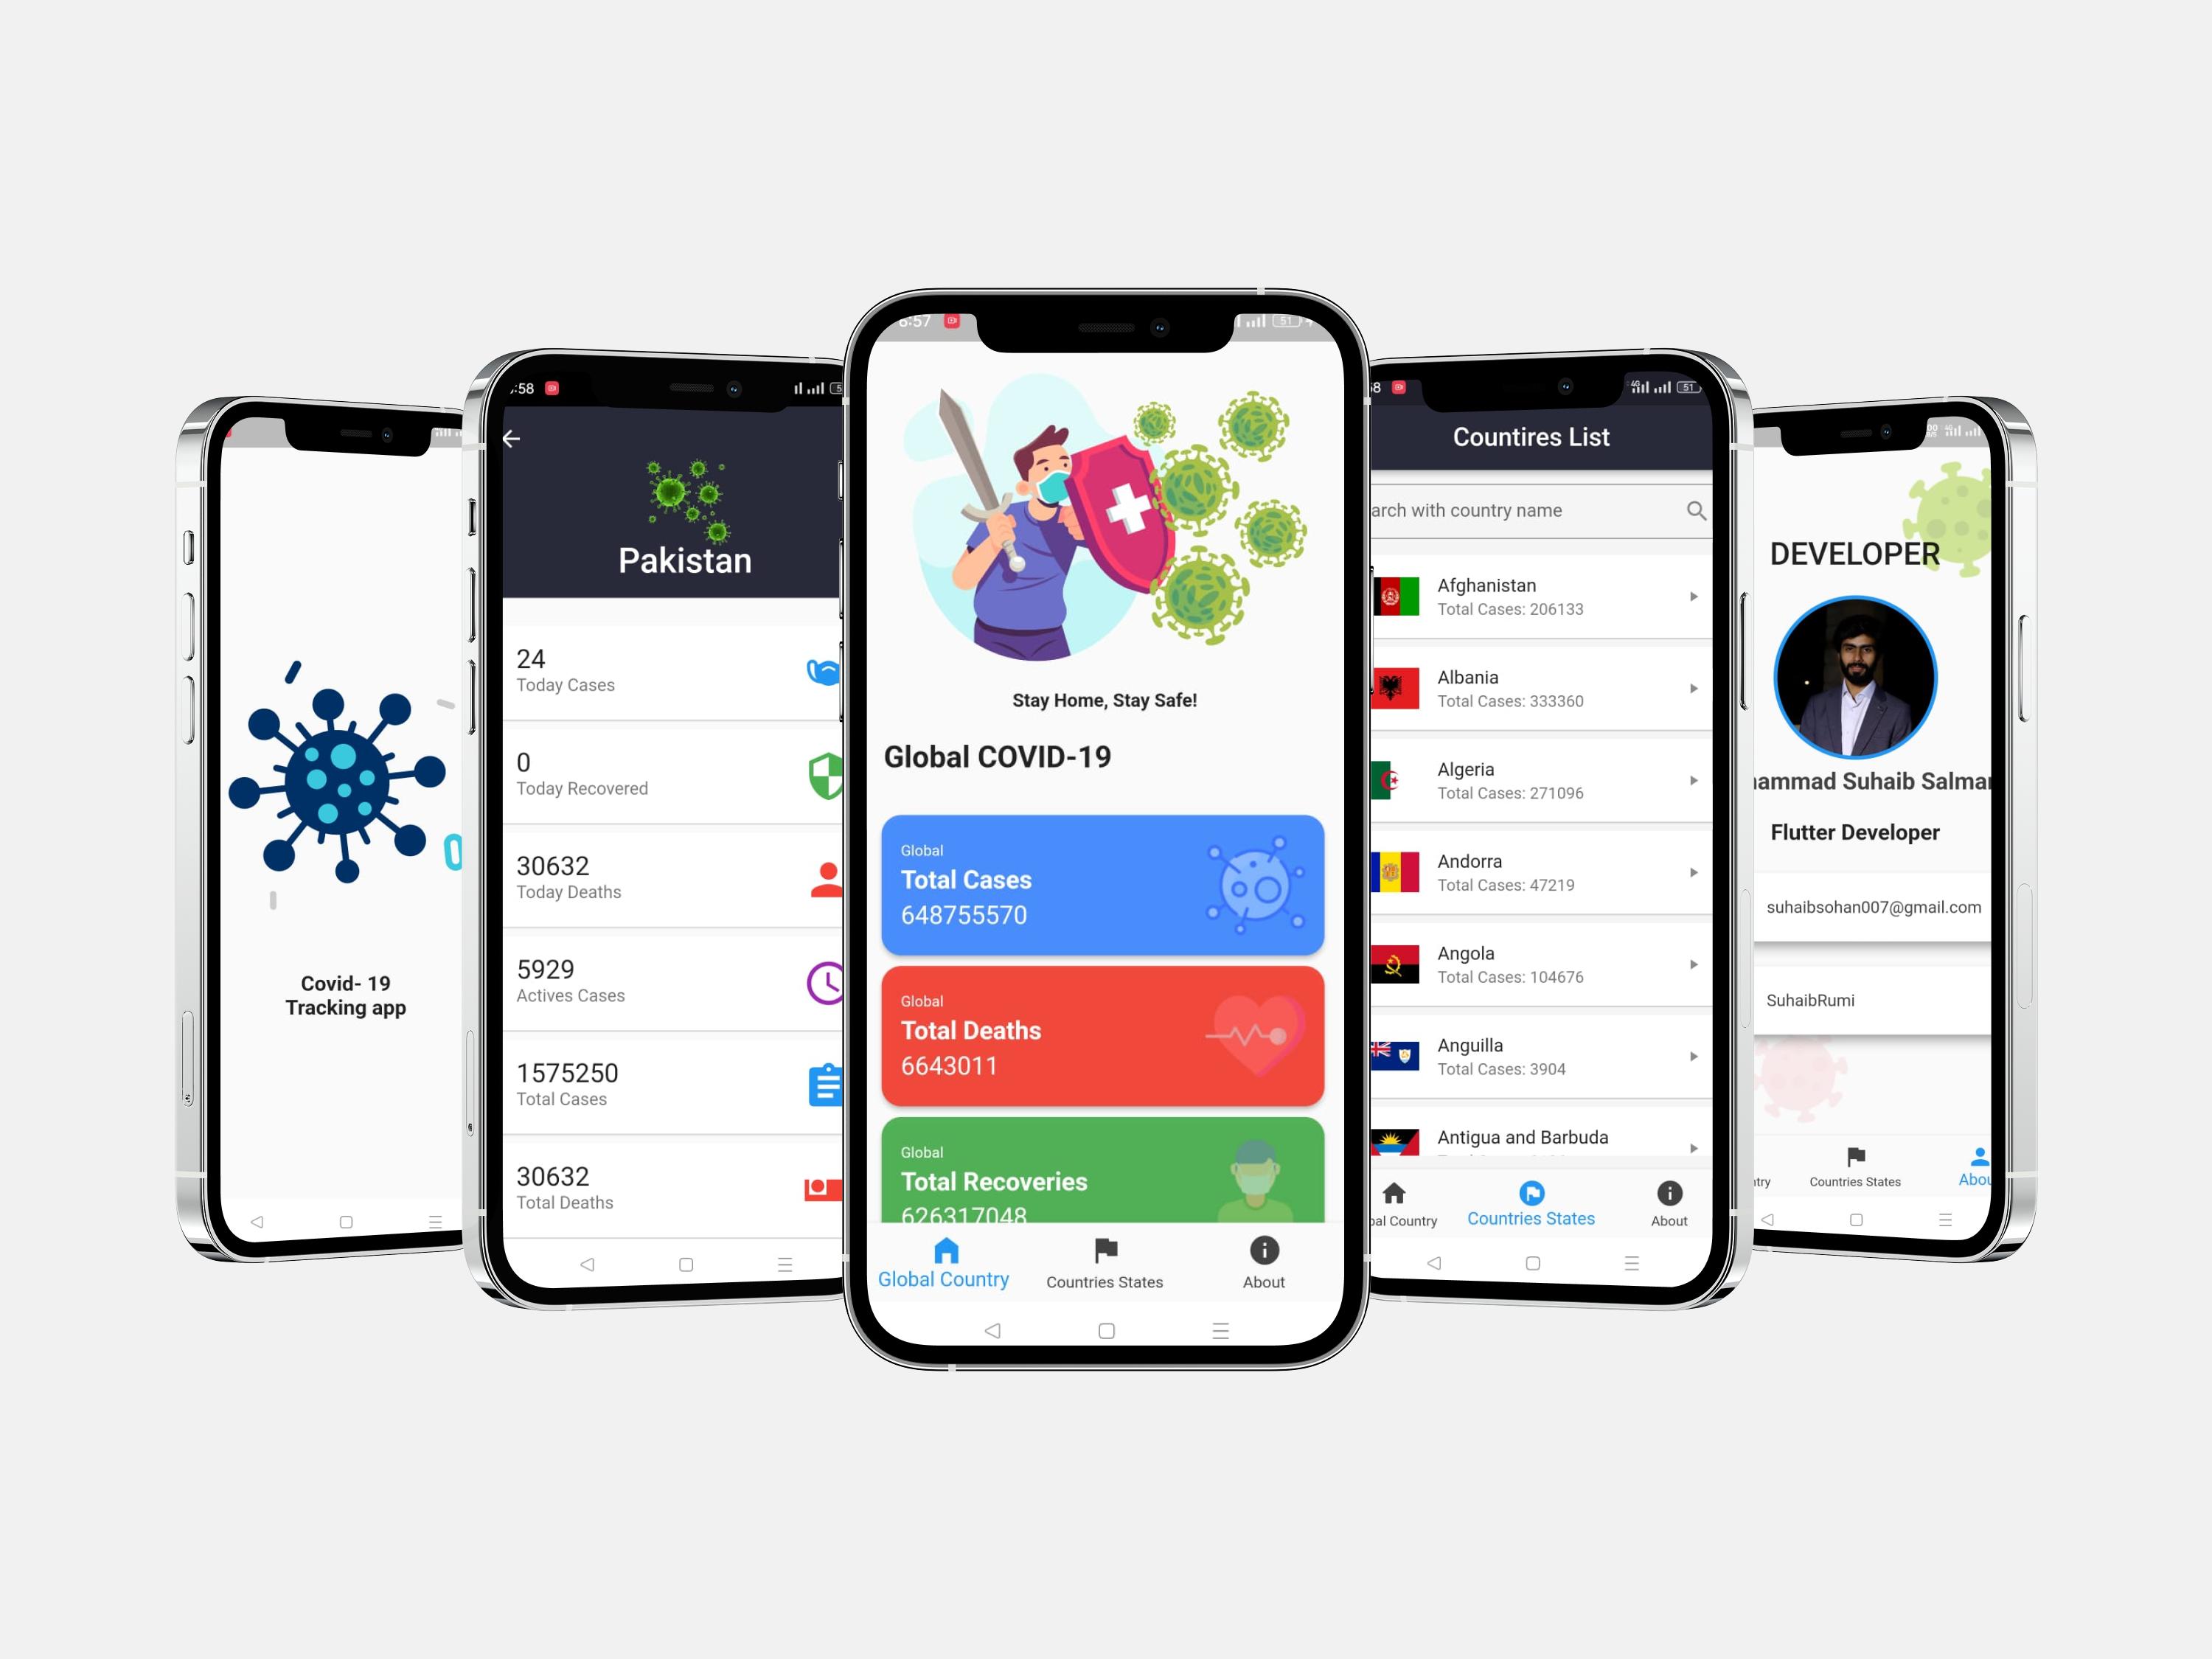 Covid- 19
Tracking app
:58
Pakistan
24
Today Cases
0
Today Recovered
30632
Today Deaths
5929
Actives Cases
1575250
Total Cases
30632
Total Deaths
6:57
51
Stay Home, Stay Safe!
Global COVID-19
Global
Total Cases
648755570
Global
Total Deaths
6643011
Global
Total Recoveries
626317048
Global Country
Countries States
About
4G
51
Countires List
arch with country name
Afghanistan
Total Cases: 206133
Albania
Total Cases: 333360
Algeria
Total Cases: 271096
Andorra
Total Cases: 47219
Angola
Total Cases: 104676
Anguilla
Total Cases: 3904
Antigua and Barbuda
bal Country
Countries States
About
4G
DEVELOPER
ammad Suhaib Salma
Flutter Developer
suhaibsohan007@gmail.com
SuhaibRumi
try
Countries States
Abou